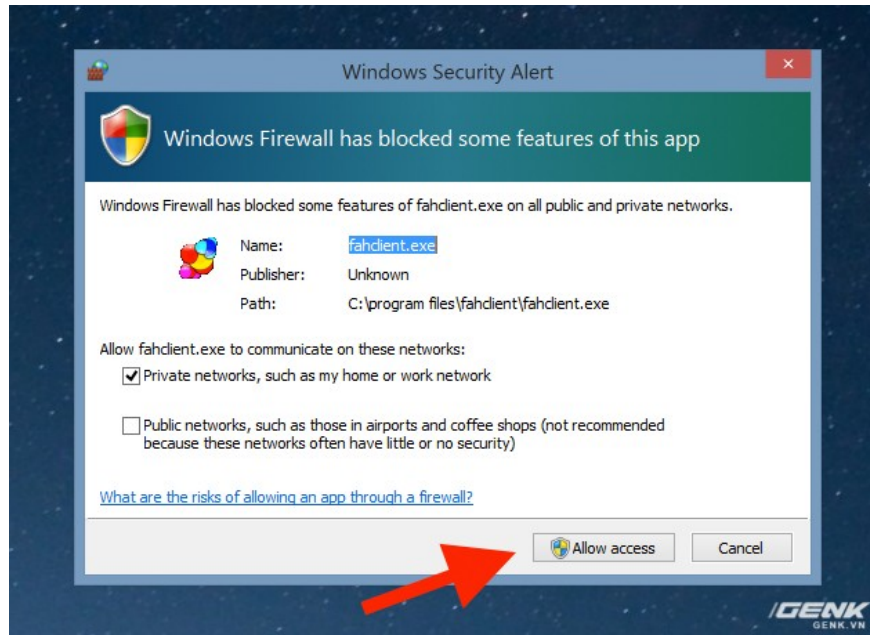 Windows Security Alert
Windows Firewall has blocked some features of this app
Windows Firewall has blocked some features of fahclient.exe on all public and private networks.
Name: fahclient.exe
Publisher: Unknown
Path: C:\program files\fahclient\fahclient.exe
Allow fahclient.exe to communicate on these networks:
Private networks, such as my home or work network
Public networks, such as those in airports and coffee shops (not recommended
because these networks often have little or no security)
What are the risks of allowing an app through a firewall?
Allow access Cancel
GENK
GENK.VN